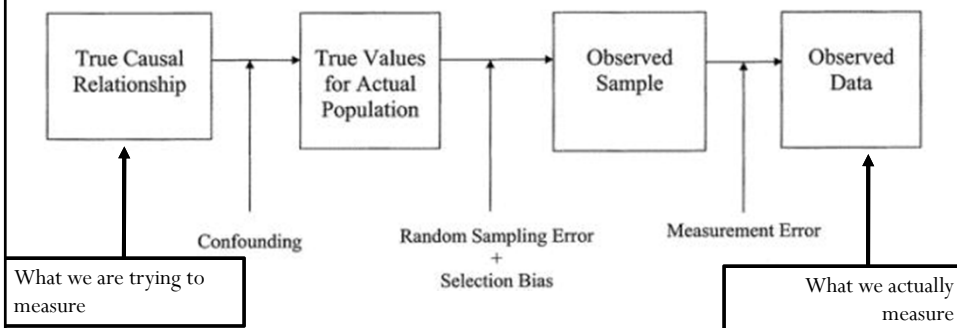 True Causal
Relationship
True Values
for Actual
Population
Observed
Sample
Observed
Data
Confounding
Random Sampling Error
+
Selection Bias
Measurement Error
What we are trying to
measure
What we actually
measure